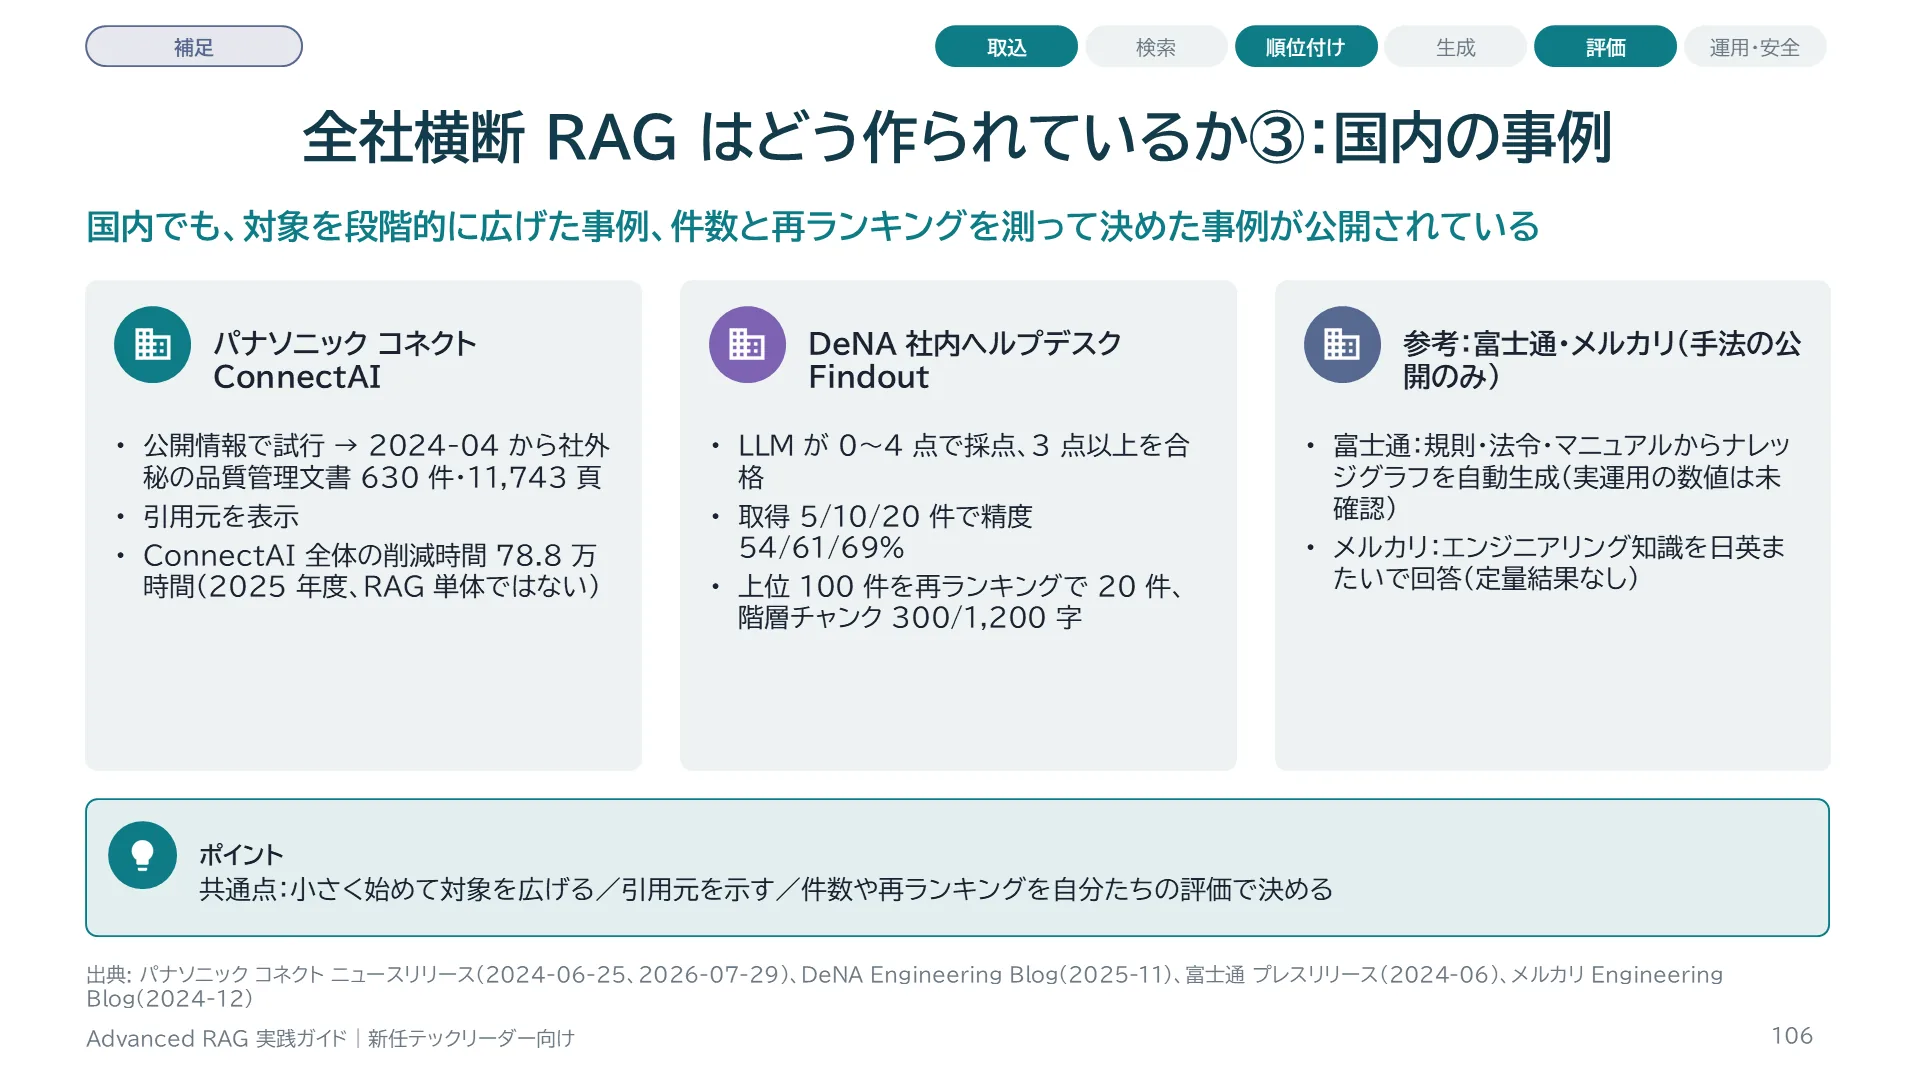 補足
取込
検索
順位付け
生成
評価
運用・安全
全社横断 RAG はどう作られているか③：国内の事例
国内でも、対象を段階的に広げた事例、件数と再ランキングを測って決めた事例が公開されている
パナソニック コネクト
ConnectAI
• 公開情報で試行 → 2024-04 から社外
秘の品質管理文書 630 件・11,743 頁
• 引用元を表示
• ConnectAI 全体の削減時間 78.8 万
時間（2025 年度、RAG 単体ではない）
DeNA 社内ヘルプデスク
Findout
• LLM が 0～4 点で採点、3 点以上を合
格
• 取得 5/10/20 件で精度
54/61/69%
• 上位 100 件を再ランキングで 20 件、
階層チャンク 300/1,200 字
参考：富士通・メルカリ（手法の公
開のみ）
• 富士通：規則・法令・マニュアルからナレッ
ジグラフを自動生成（実運用の数値は未
確認）
• メルカリ：エンジニアリング知識を日英ま
たいで回答（定量結果なし）
ポイント
共通点：小さく始めて対象を広げる／引用元を示す／件数や再ランキングを自分たちの評価で決める
出典: パナソニック コネクト ニュースリリース（2024-06-25、2026-07-29）、DeNA Engineering Blog（2025-11）、富士通 プレスリリース（2024-06）、メルカリ Engineering
Blog（2024-12）
Advanced RAG 実践ガイド｜新任テックリーダー向け
106